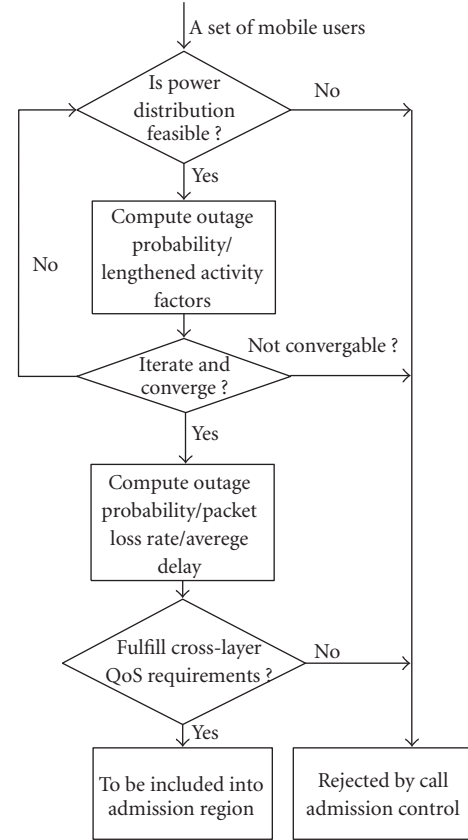 A set of mobile users
Is power
distribution
feasible ?
No
Yes
Compute outage
probability/
lengthened activity
factors
No
Not convergable ?
Iterate and
converge ?
Yes
Compute outage
probability/packet
loss rate/averege
delay
Fulfill cross-layer
QoS requirements ?
No
Yes
To be included into
admission region
Rejected by call
admission control